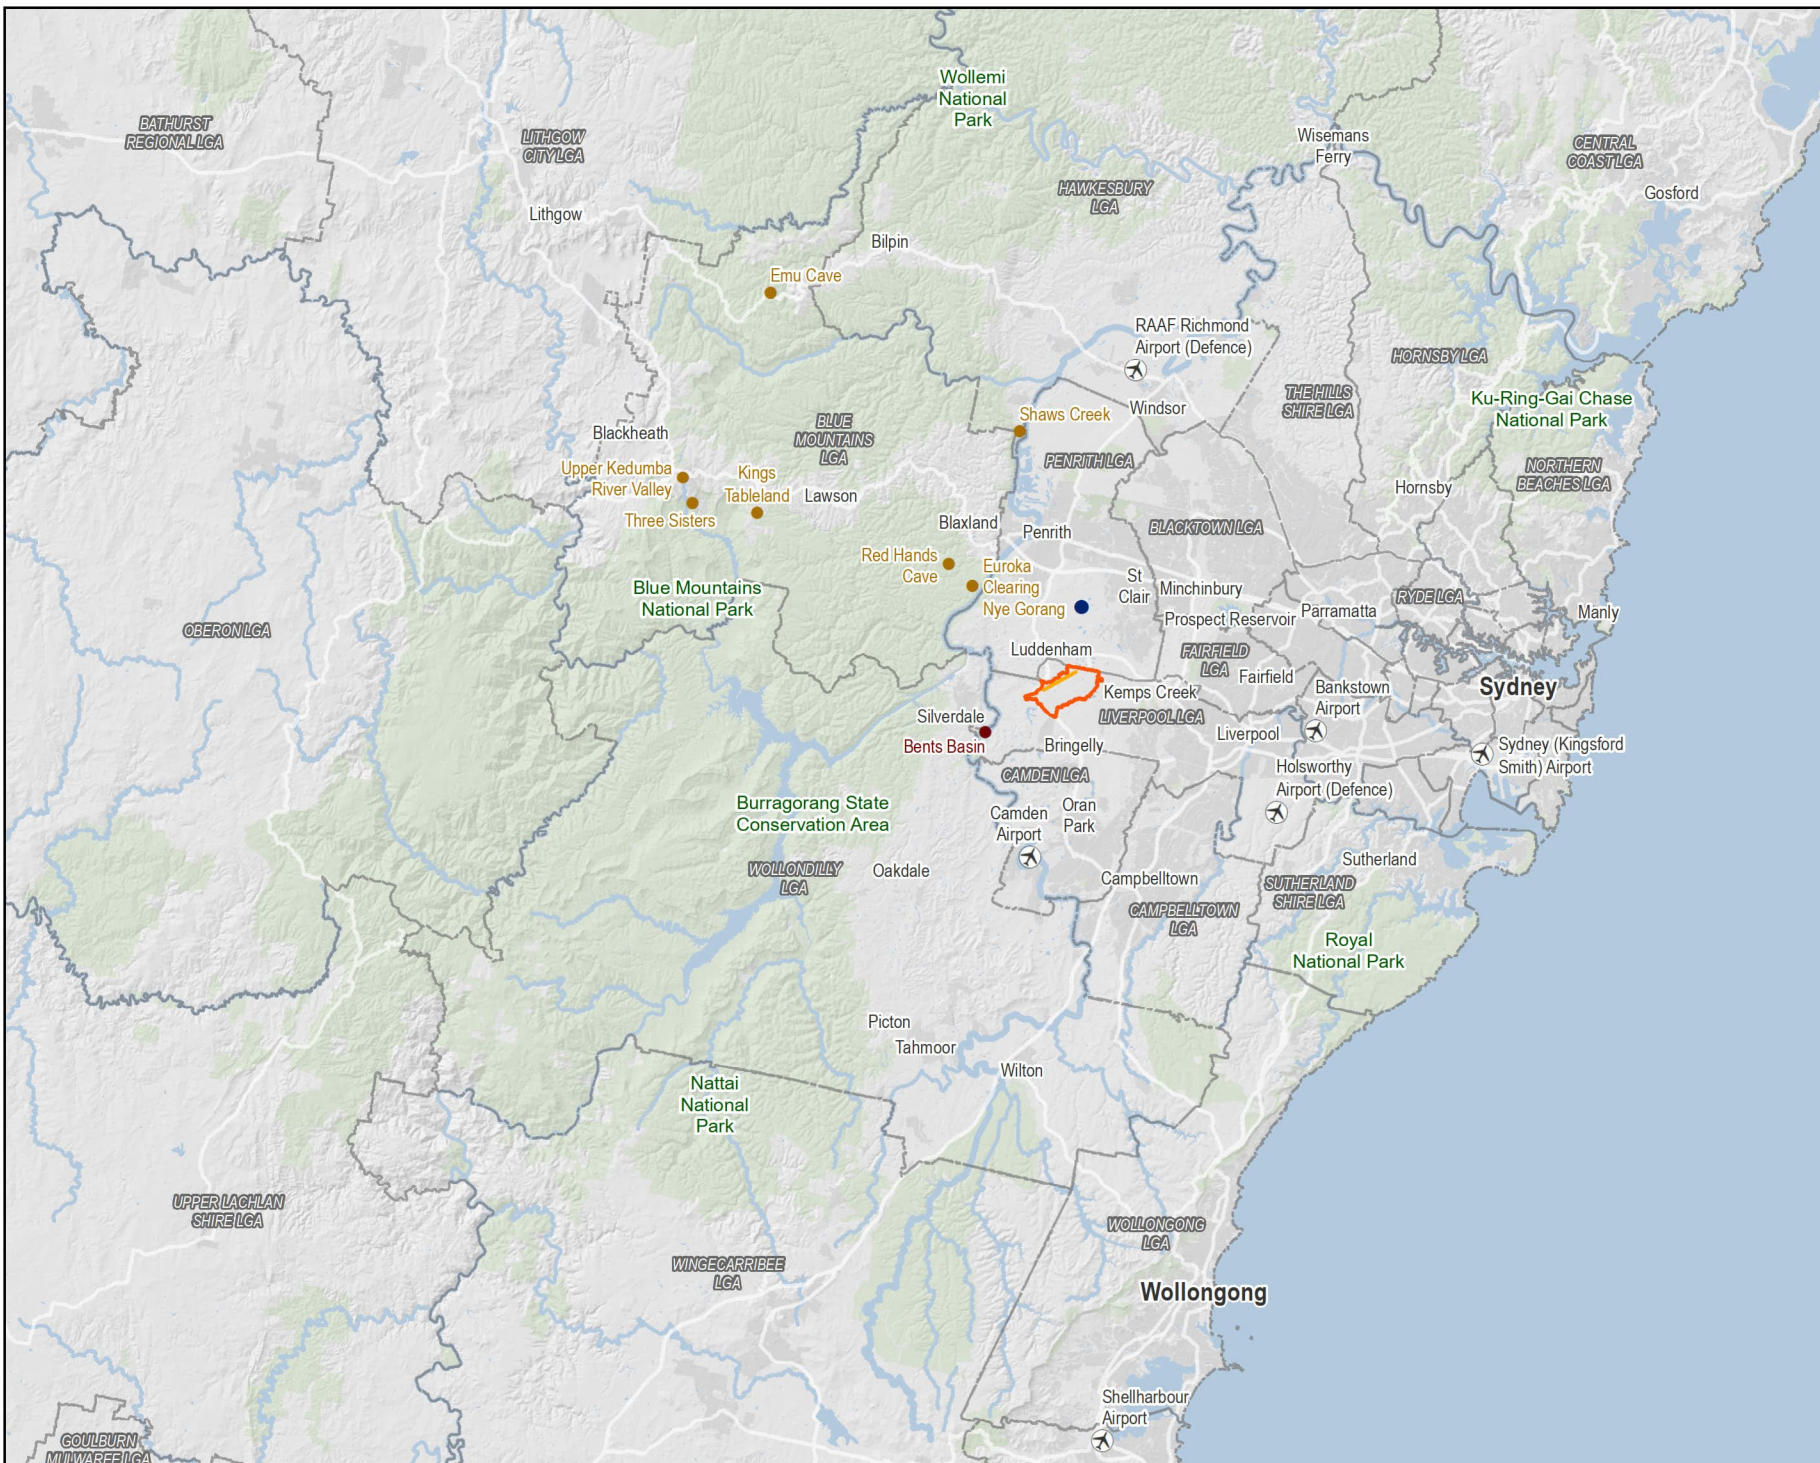 Wollemi
National
Park
BATHURST
REGIONAL LGA
LITHGOW
CITY LGA
Wisemans
Ferry
CENTRAL
COAST LGA
HAWKESBURY
LGA
Gosford
Lithgow
Bilpin
Emu Cave
RAAF Richmond
Airport (Defence)
HORNSBY LGA
THE HILLS
SHIRE LGA
Ku-Ring-Gai Chase
National Park
Shaws Creek
Windsor
BLUE
MOUNTAINS
LGA
Blackheath
PENRITH LGA
Upper Kedumba
River Valley
Kings
Tableland
Lawson
NORTHERN
BEACHES LGA
Hornsby
Three Sisters
Blaxland
Penrith
BLACKTOWN LGA
Red Hands
Cave
Euroka
Clearing
Nye Gorang
St
Clair
Minchinbury
Blue Mountains
National Park
RYDE LGA
Parramatta
Manly
Prospect Reservoir
OBERON LGA
Luddenham
FAIRFIELD
LGA
Fairfield
Kemps Creek
Bankstown
Airport
Sydney
Silverdale
LIVERPOOL LGA
Bents Basin
Bringelly
Liverpool
Sydney (Kingsford
Smith) Airport
CAMDEN LGA
Holsworthy
Airport (Defence)
Burragorang State
Conservation Area
Camden
Airport
Oran
Park
WOLLONDILLY
LGA
Oakdale
Sutherland
Campbelltown
SUTHERLAND
SHIRE LGA
CAMPBELLTOWN
LGA
Royal
National Park
Picton
Tahmoor
Wilton
Nattai
National
Park
UPPER LACHLAN
SHIRE LGA
WOLLONGONG
LGA
WINGECARRIBEE
LGA
Wollongong
Shellharbour
Airport
GOULBURN
MULWAREE LGA